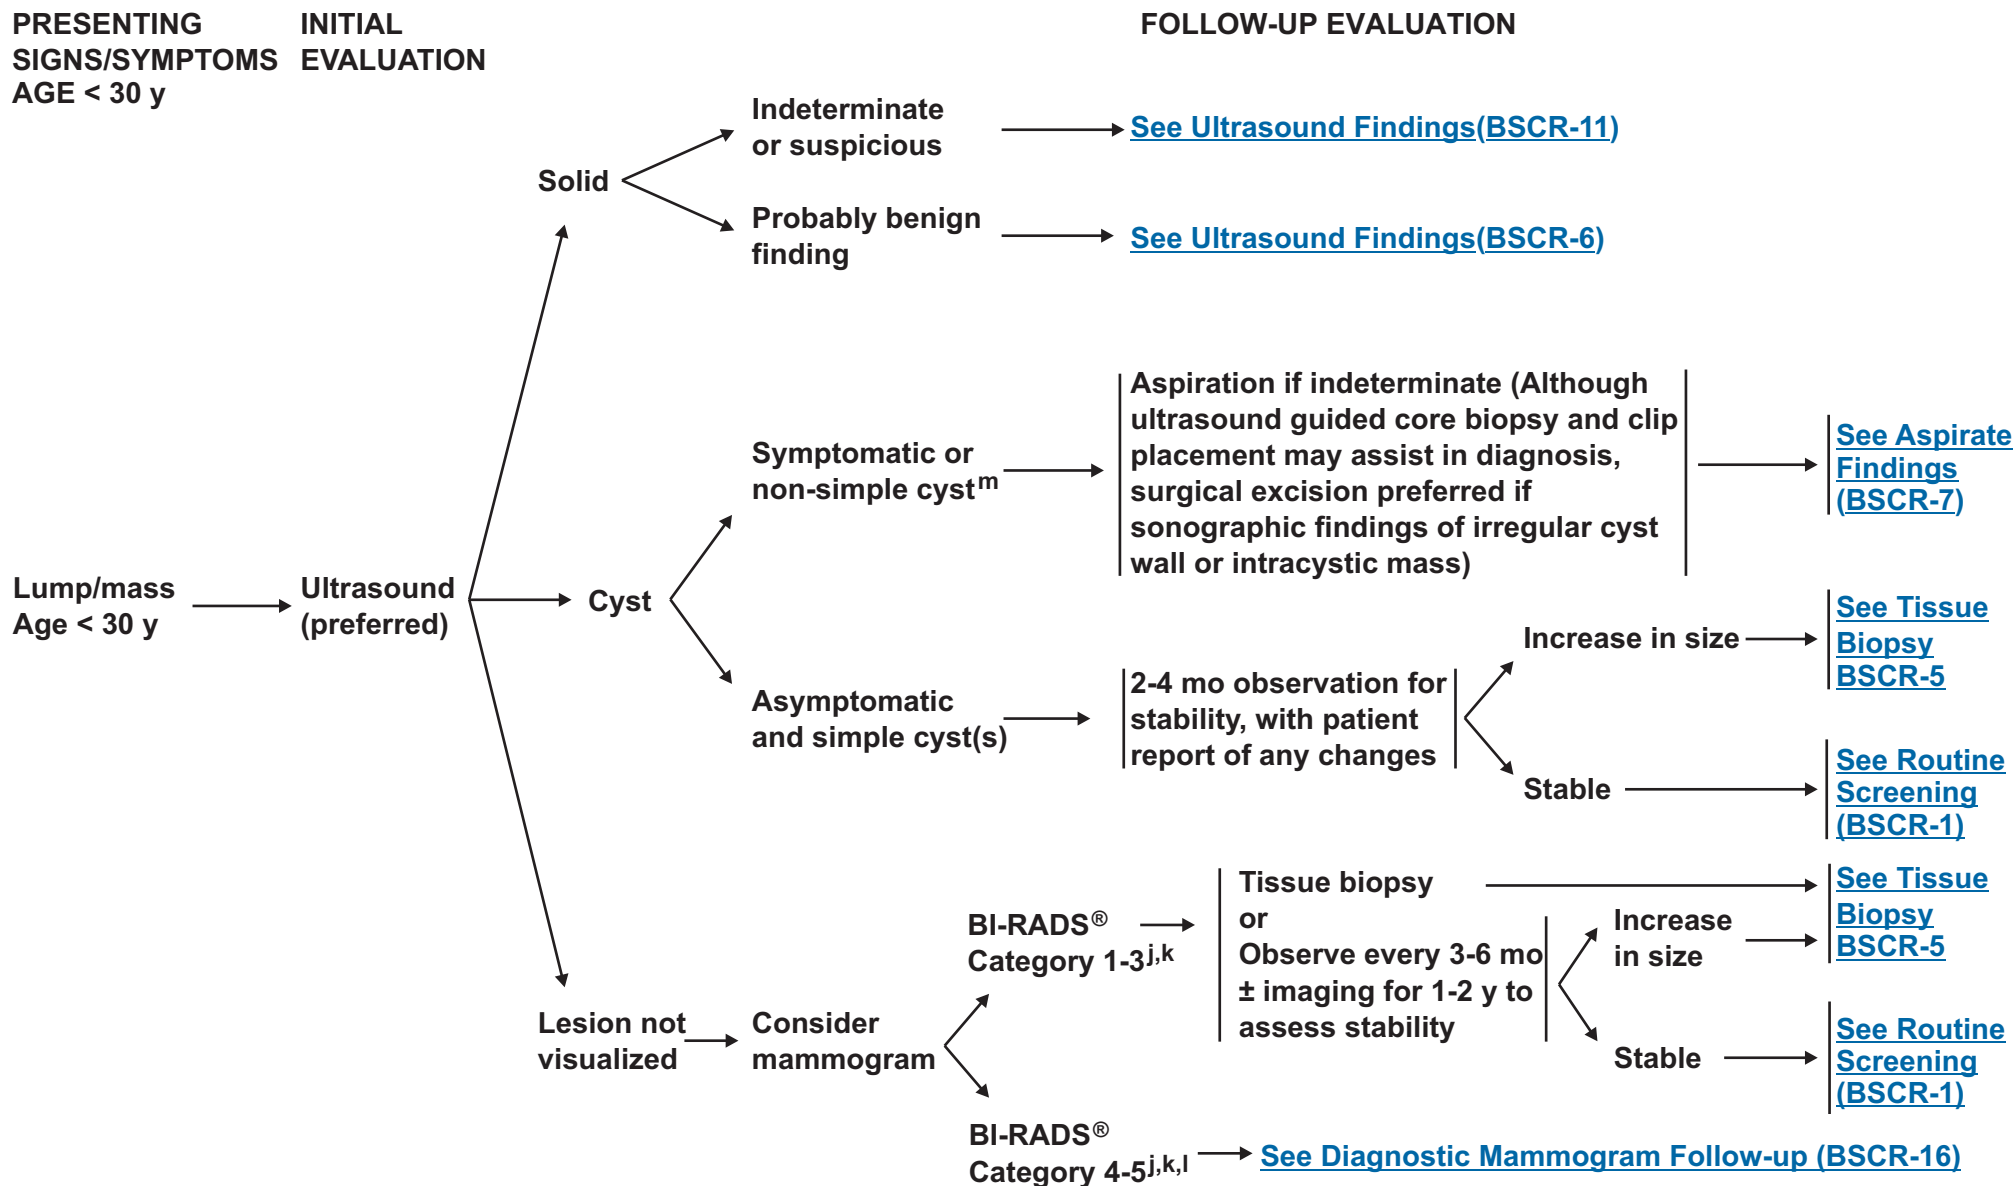 PRESENTING
SIGNS/SYMPTOMS
AGE < 30 y
INITIAL
EVALUATION
FOLLOW-UP EVALUATION
Lump/mass
Age < 30 y
Ultrasound
(preferred)
Solid
Indeterminate
or suspicious
See Ultrasound Findings(BSCR-11)
Probably benign
finding
See Ultrasound Findings(BSCR-6)
Cyst
Symptomatic or
non-simple cystm
Aspiration if indeterminate (Although
ultrasound guided core biopsy and clip
placement may assist in diagnosis,
surgical excision preferred if
sonographic findings of irregular cyst
wall or intracystic mass)
See Aspirate
Findings
(BSCR-7)
Asymptomatic
and simple cyst(s)
2-4 mo observation for
stability, with patient
report of any changes
Increase in size
See Tissue
Biopsy
BSCR-5
Stable
See Routine
Screening
(BSCR-1)
Lesion not
visualized
Consider
mammogram
BI-RADS®
Category 1-3j,k
Tissue biopsy
or
Observe every 3-6 mo
± imaging for 1-2 y to
assess stability
Increase
in size
See Tissue
Biopsy
BSCR-5
Stable
See Routine
Screening
(BSCR-1)
BI-RADS®
Category 4-5j,k,l
See Diagnostic Mammogram Follow-up (BSCR-16)